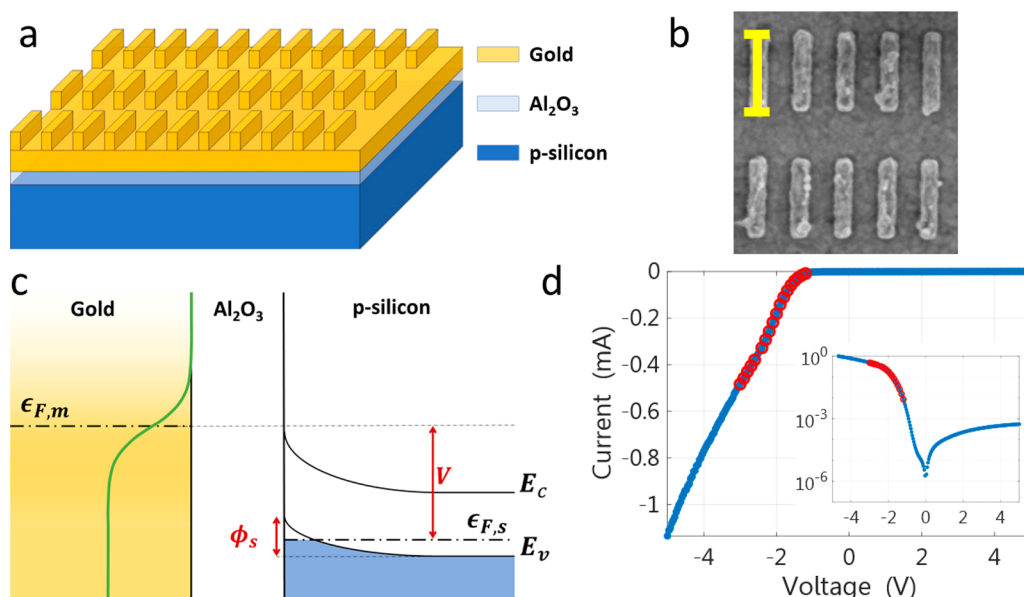 a
Gold
Al₂O₃
p-silicon
b
c
Gold
Al₂O₃
p-silicon
ϵF,m
V
Ec
ϵF,s
ϕs
Ev
d
0
-0.2
-0.4
-0.6
-0.8
-1
Current (mA)
-4
-2
0
2
4
Voltage (V)
10⁰
10⁻³
10⁻⁶
-4
-2
0
2
4